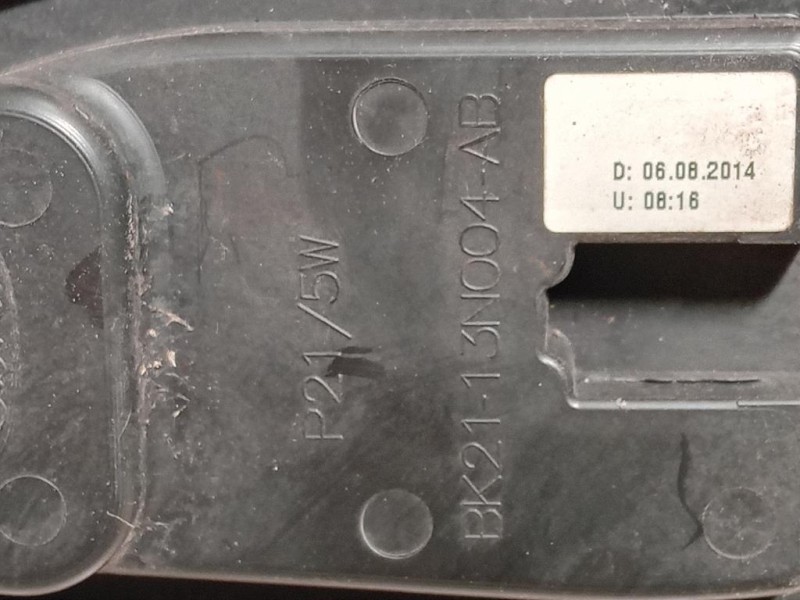 D: 06.08.2014
U: 08:16
P21/5W
BK21-13N004-AB